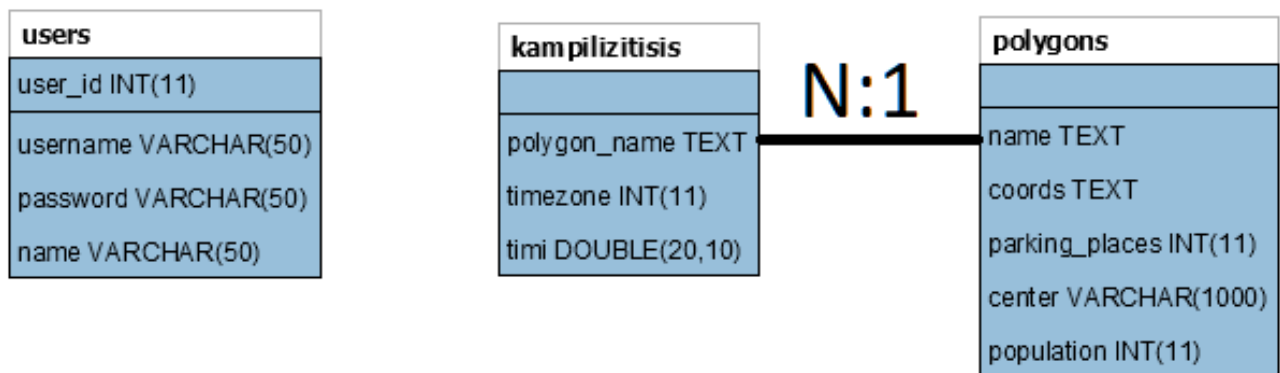 users
user_id INT(11)
username VARCHAR(50)
password VARCHAR(50)
name VARCHAR(50)
kampilizitisis
polygon_name TEXT
timezone INT(11)
timi DOUBLE(20,10)
N:1
polygons
name TEXT
coords TEXT
parking_places INT(11)
center VARCHAR(1000)
population INT(11)